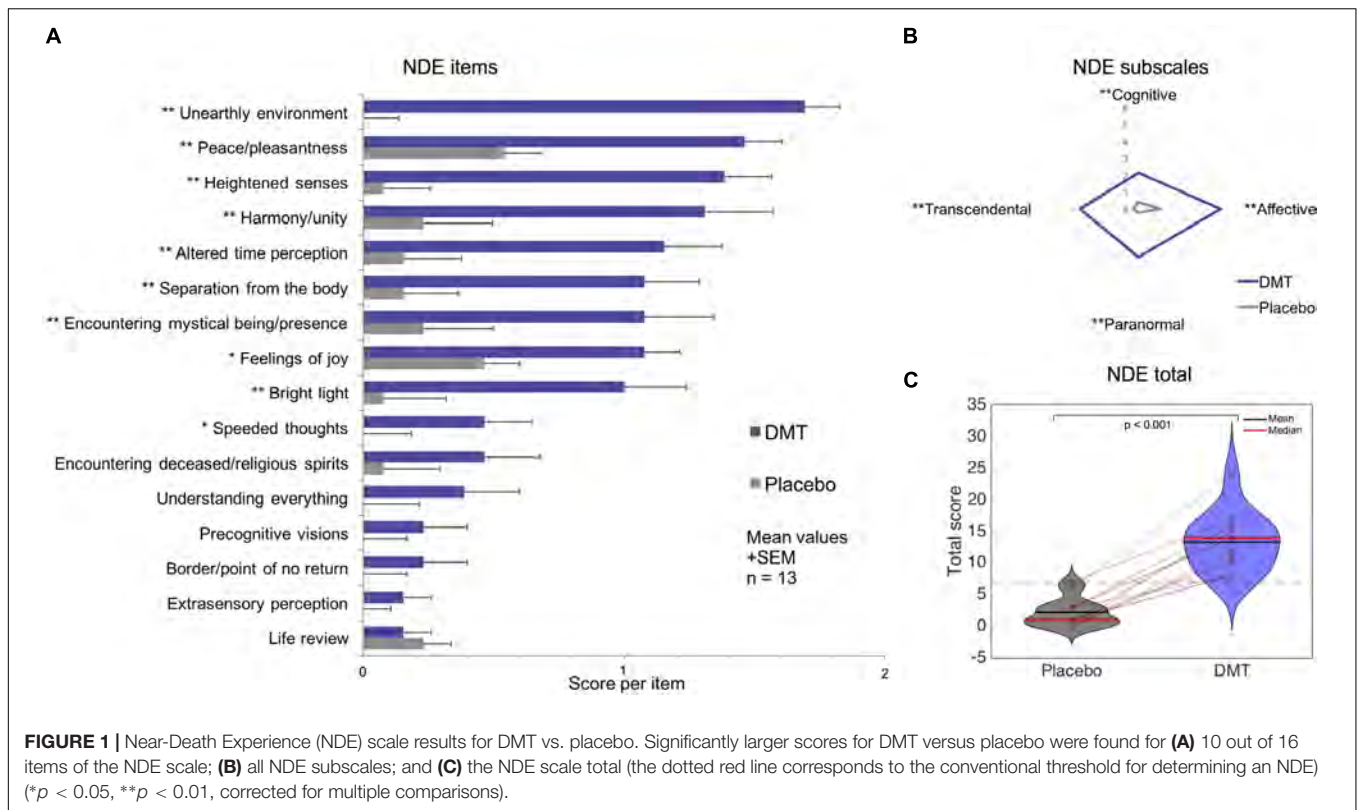 A
NDE items
** Unearthly environment
** Peace/pleasantness
** Heightened senses
** Harmony/unity
** Altered time perception
** Separation from the body
** Encountering mystical being/presence
* Feelings of joy
** Bright light
* Speeded thoughts
Encountering deceased/religious spirits
Understanding everything
Precognitive visions
Border/point of no return
Extrasensory perception
Life review
0
1
2
Score per item
DMT
Placebo
Mean values
+SEM
n = 13
B
NDE subscales
**Cognitive
**Transcendental
**Affective
DMT
Placebo
**Paranormal
C
NDE total
35
30
25
20
15
10
5
0
-5
Total score
p < 0.001
Mean
Median
Placebo
DMT
FIGURE 1 | Near-Death Experience (NDE) scale results for DMT vs. placebo. Significantly larger scores for DMT versus placebo were found for (A) 10 out of 16
items of the NDE scale; (B) all NDE subscales; and (C) the NDE scale total (the dotted red line corresponds to the conventional threshold for determining an NDE)
(*p < 0.05, **p < 0.01, corrected for multiple comparisons).